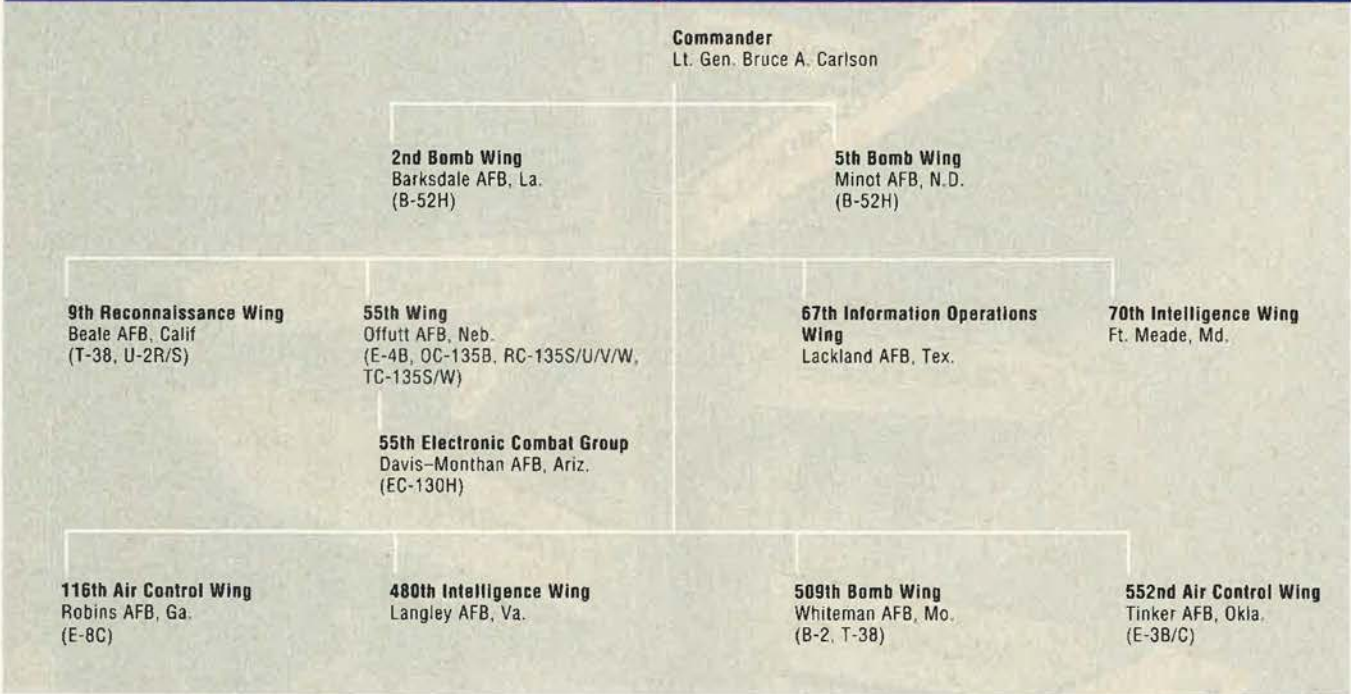 Commander
Lt. Gen. Bruce A. Carlson
2nd Bomb Wing
Barksdale AFB, La.
(B-52H)
5th Bomb Wing
Minot AFB, N.D.
(B-52H)
9th Reconnaissance Wing
Beale AFB, Calif
(T-38, U-2R/S)
55th Wing
Offutt AFB, Neb.
(E-4B, OC-135B, RC-135S/U/V/W,
TC-135S/W)
67th Information Operations
Wing
Lackland AFB, Tex.
70th Intelligence Wing
Ft. Meade, Md.
55th Electronic Combat Group
Davis–Monthan AFB, Ariz.
(EC-130H)
116th Air Control Wing
Robins AFB, Ga.
(E-8C)
480th Intelligence Wing
Langley AFB, Va.
509th Bomb Wing
Whiteman AFB, Mo.
(B-2, T-38)
552nd Air Control Wing
Tinker AFB, Okla.
(E-3B/C)